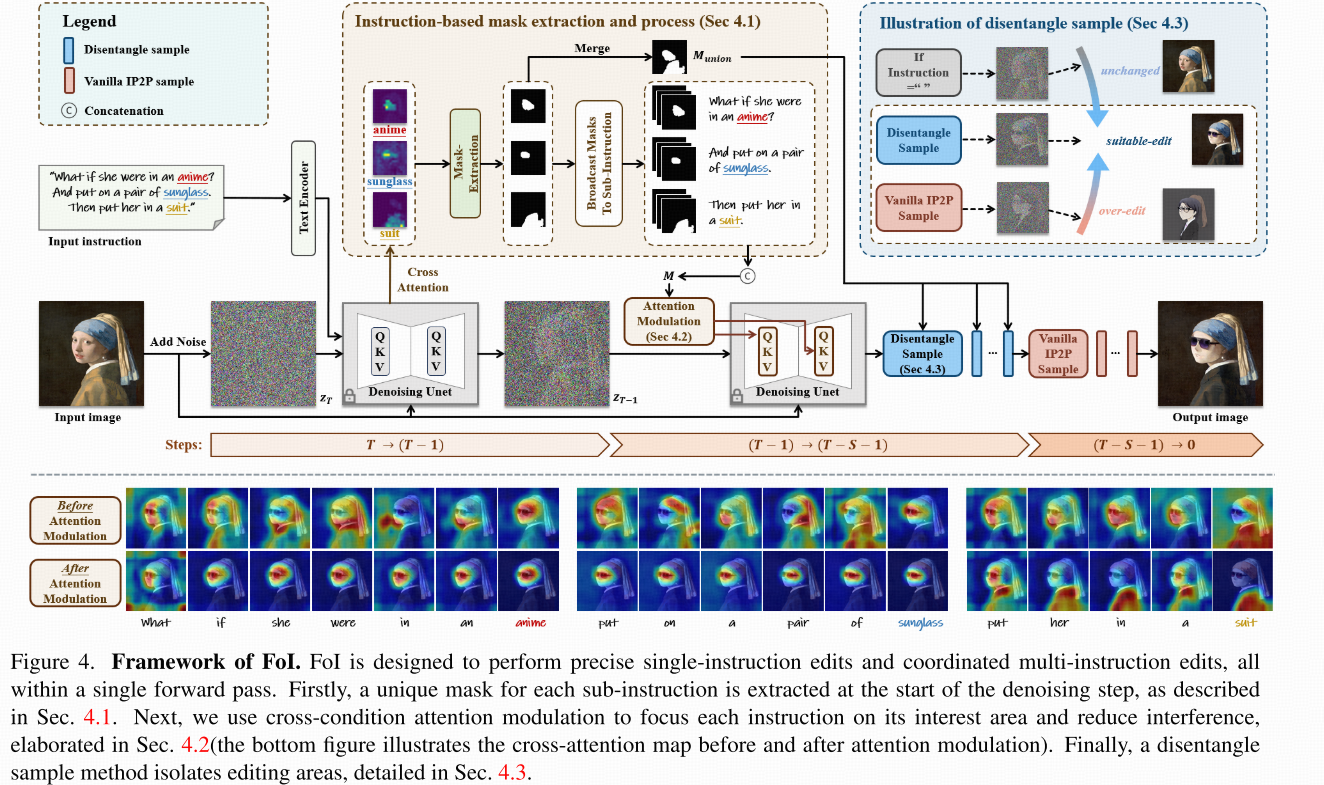 Legend
Disentangle sample
Vanilla IP2P sample
C Concatenation
"What if she were in an anime?
And put on a pair of sunglass.
Then put her in a suit."
Input instruction
Text Encoder
Instruction-based mask extraction and process (Sec 4.1)
Merge
M_union
anime
sunglass
suit
Mask-
Extraction
Broadcast Masks
To Sub-Instruction
What if she were
in an anime?
And put on a pair
of sunglass.
Then put her in
a suit.
Cross
Attention
M
C
Illustration of disentangle sample (Sec 4.3)
If
Instruction
=“ ”
unchanged
Disentangle
Sample
suitable-edit
Vanilla IP2P
Sample
over-edit
Input image
Add Noise
z_T
Q
K
V
Q
K
V
Denoising Unet
z_{T−1}
Attention
Modulation
(Sec 4.2)
Q
K
V
Q
K
V
Denoising Unet
Disentangle
Sample
(Sec 4.3)
...
Vanilla
IP2P
Sample
...
Output image
Steps:
T → (T − 1)
(T − 1) → (T − S − 1)
(T − S − 1) → 0
Before
Attention
Modulation
After
Attention
Modulation
What if she were in an anime put on a pair of sunglass put her in a suit
Figure 4. Framework of FoI. FoI is designed to perform precise single-instruction edits and coordinated multi-instruction edits, all
within a single forward pass. Firstly, a unique mask for each sub-instruction is extracted at the start of the denoising step, as described
in Sec. 4.1. Next, we use cross-condition attention modulation to focus each instruction on its interest area and reduce interference,
elaborated in Sec. 4.2(the bottom figure illustrates the cross-attention map before and after attention modulation). Finally, a disentangle
sample method isolates editing areas, detailed in Sec. 4.3.